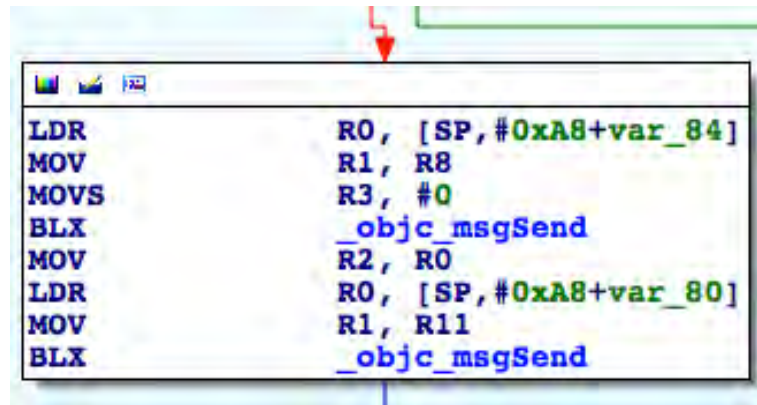 LDR R0, [SP,#0xA8+var_84]
MOV R1, R8
MOVS R3, #0
BLX _objc_msgSend
MOV R2, R0
LDR R0, [SP,#0xA8+var_80]
MOV R1, R11
BLX _objc_msgSend